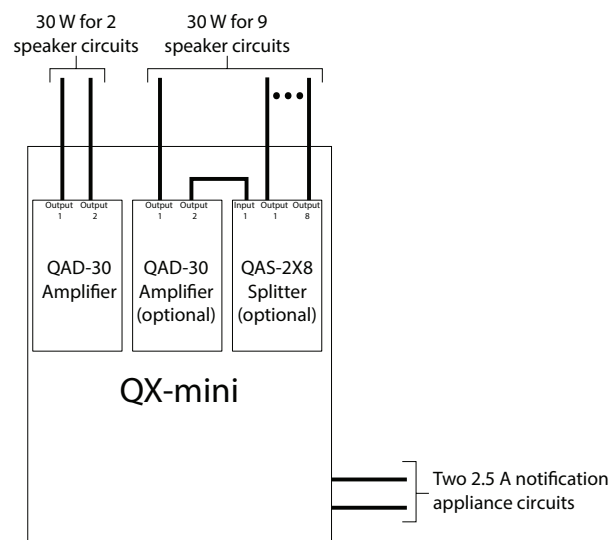 30 W for 2
speaker circuits
30 W for 9
speaker circuits
Output
1
Output
2
Output
1
Output
2
Input
1
Output
1
Output
8
QAD-30
Amplifier
QAD-30
Amplifier
(optional)
QAS-2X8
Splitter
(optional)
QX-mini
Two 2.5 A notification
appliance circuits